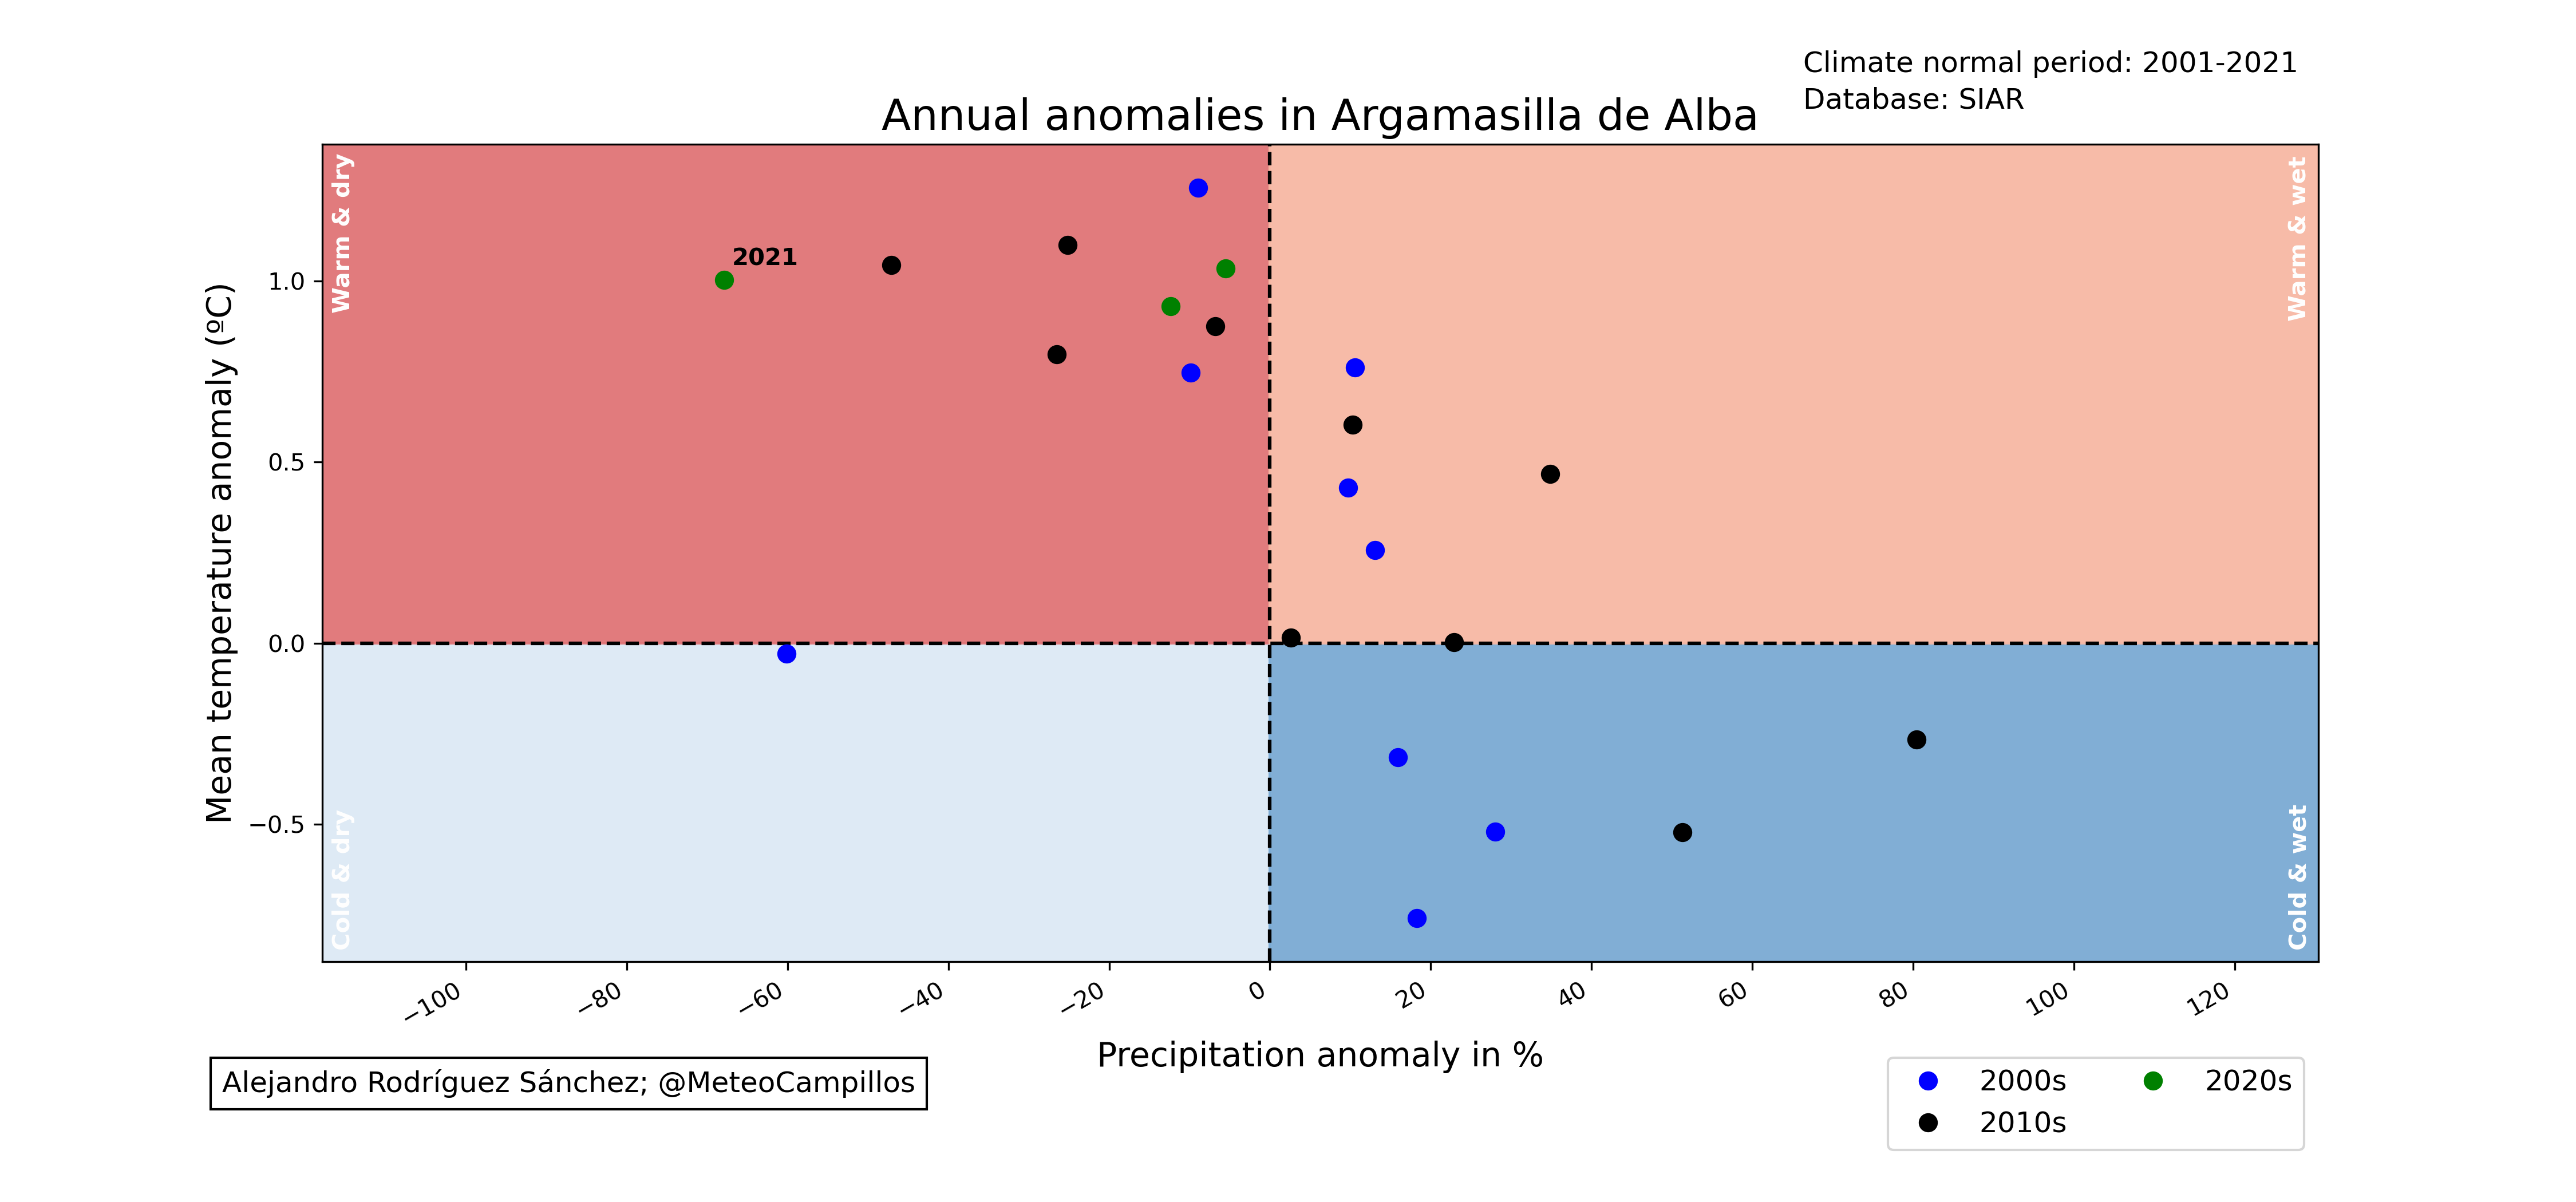 Climate normal period: 2001-2021
Database: SIAR
Annual anomalies in Argamasilla de Alba
Warm & dry
Warm & wet
2021
Mean temperature anomaly (ºC)
1.0
0.5
0.0
−0.5
Cold & dry
Cold & wet
−100 −80 −60 −40 −20 0 20 40 60 80 100 120
Precipitation anomaly in %
Alejandro Rodríguez Sánchez; @MeteoCampillos
2000s 2020s
2010s